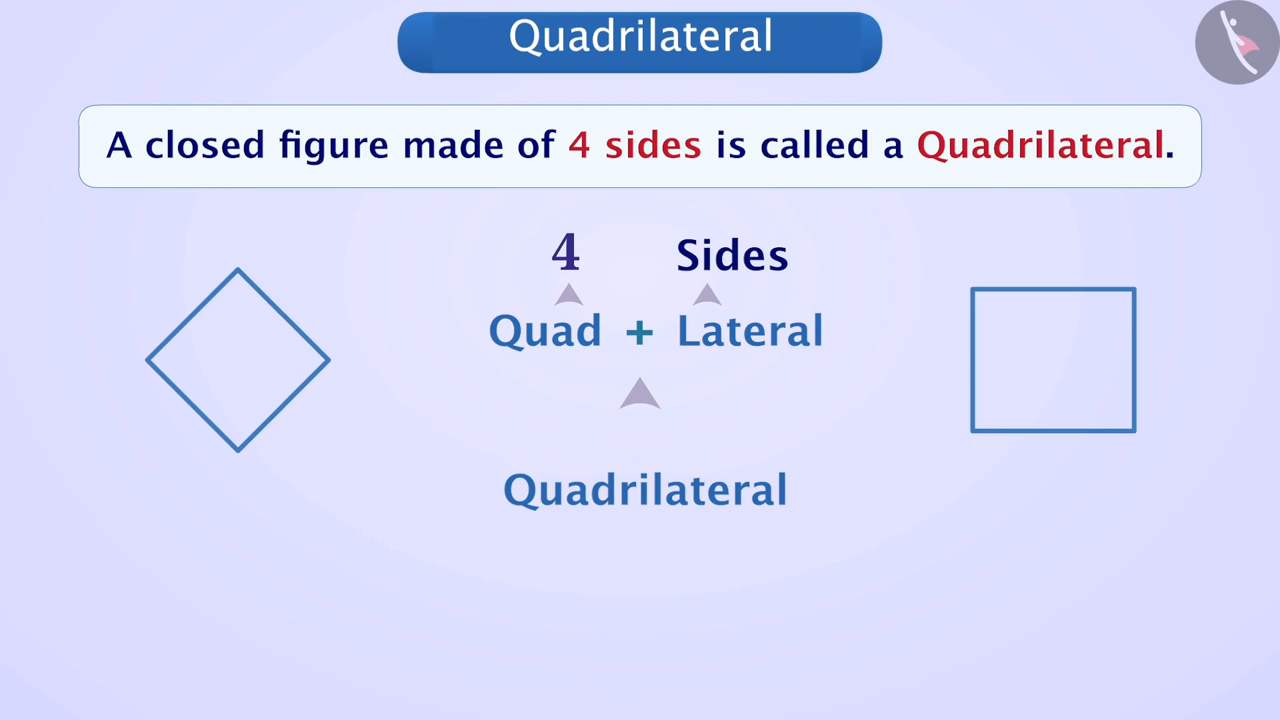 Quadrilateral
A closed figure made of 4 sides is called a Quadrilateral.
4 Sides
Quad + Lateral
Quadrilateral